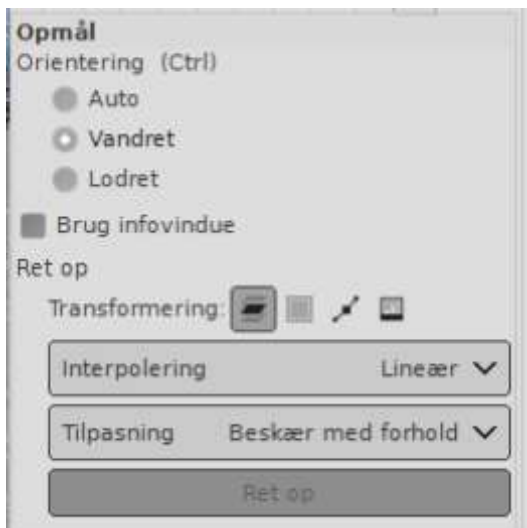 Opmål
Orientering (Ctrl)
Auto
Vandret
Lodret
Brug infovindue
Ret op
Transformering:
Interpolering Lineær
Tilpasning Beskær med forhold
Ret op